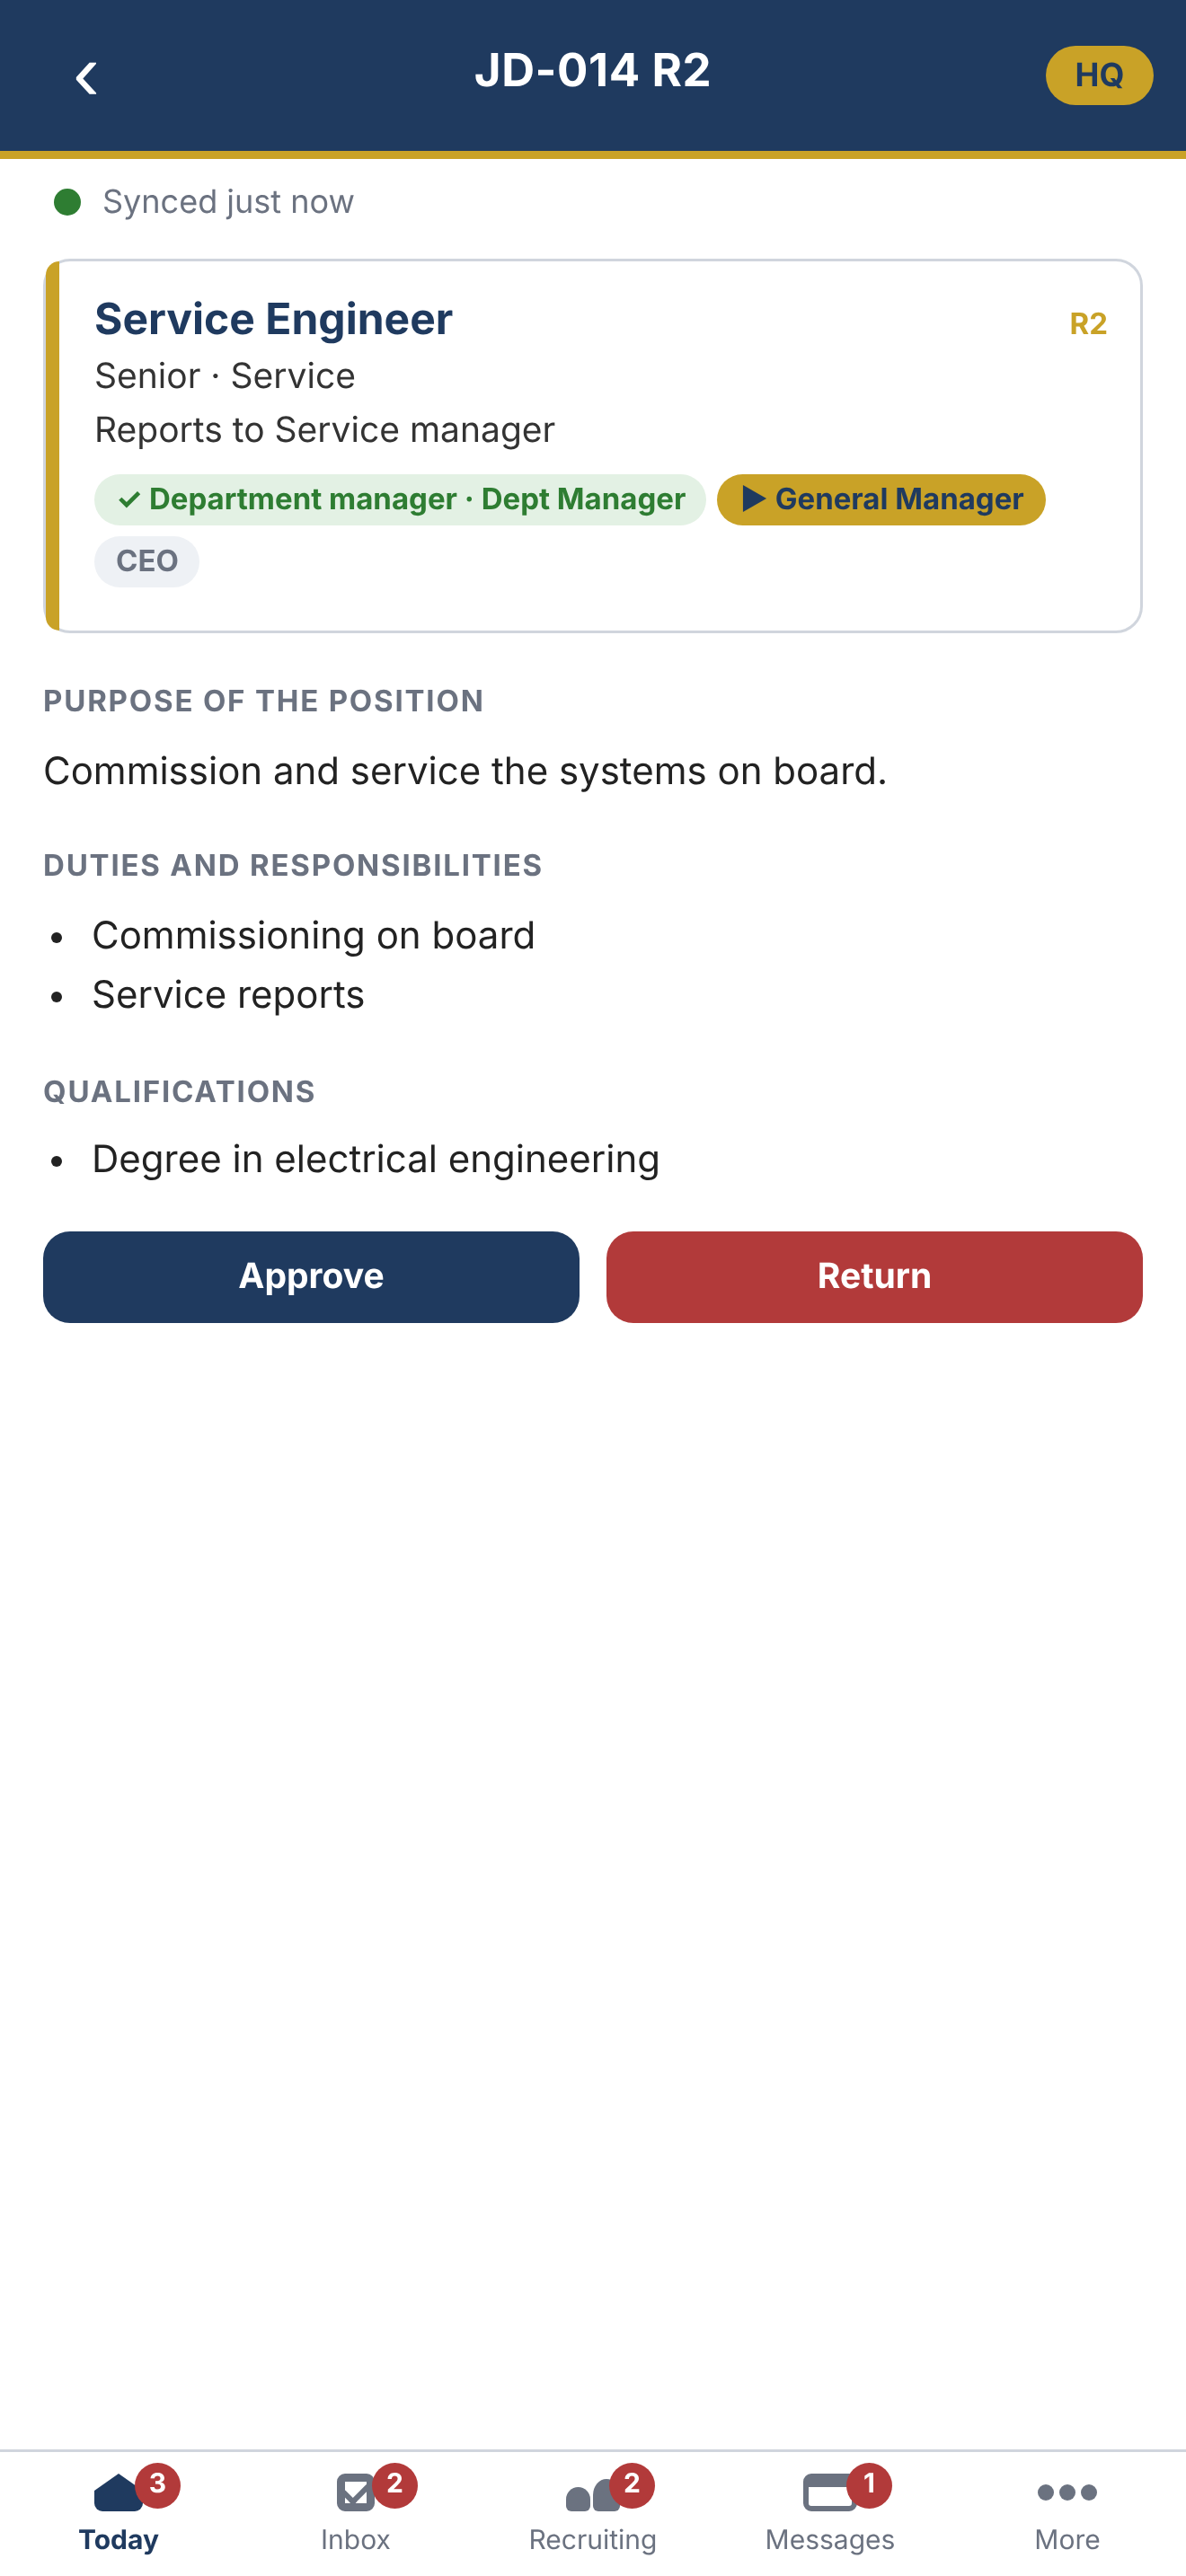 ‹ JD-014 R2 HQ
Synced just now
Service Engineer R2
Senior · Service
Reports to Service manager
✓ Department manager · Dept Manager ▶ General Manager
CEO
PURPOSE OF THE POSITION
Commission and service the systems on board.
DUTIES AND RESPONSIBILITIES
• Commissioning on board
• Service reports
QUALIFICATIONS
• Degree in electrical engineering
Approve Return
3 2 2 1
Today Inbox Recruiting Messages More